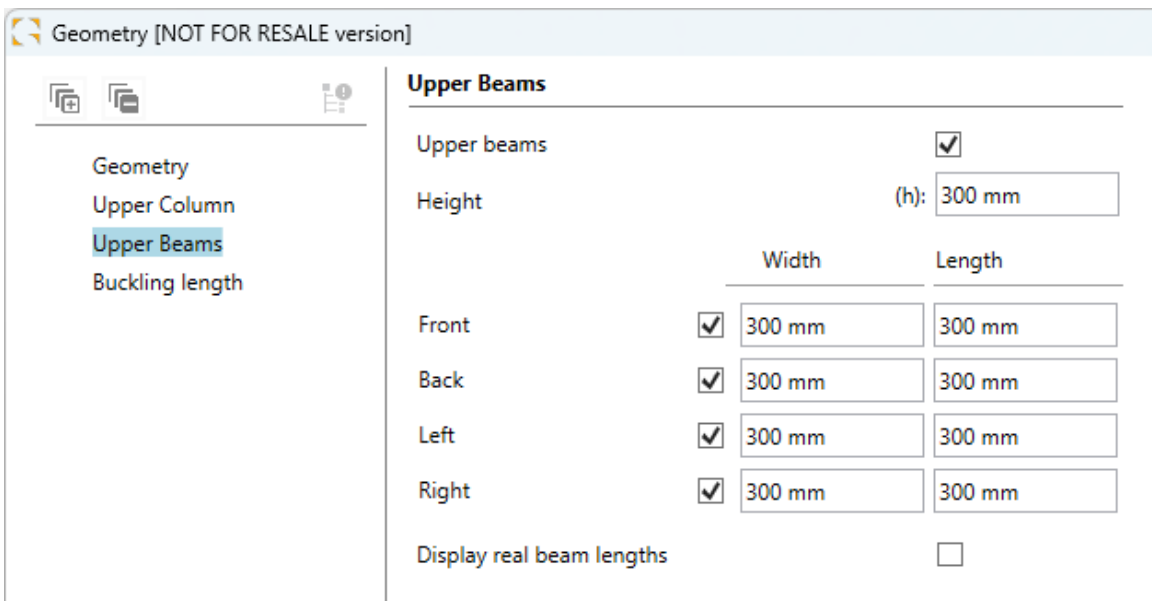 Geometry [NOT FOR RESALE version]
Geometry
Upper Column
Upper Beams
Buckling length
Upper Beams
Upper beams
Height (h): 300 mm
Width Length
Front 300 mm 300 mm
Back 300 mm 300 mm
Left 300 mm 300 mm
Right 300 mm 300 mm
Display real beam lengths